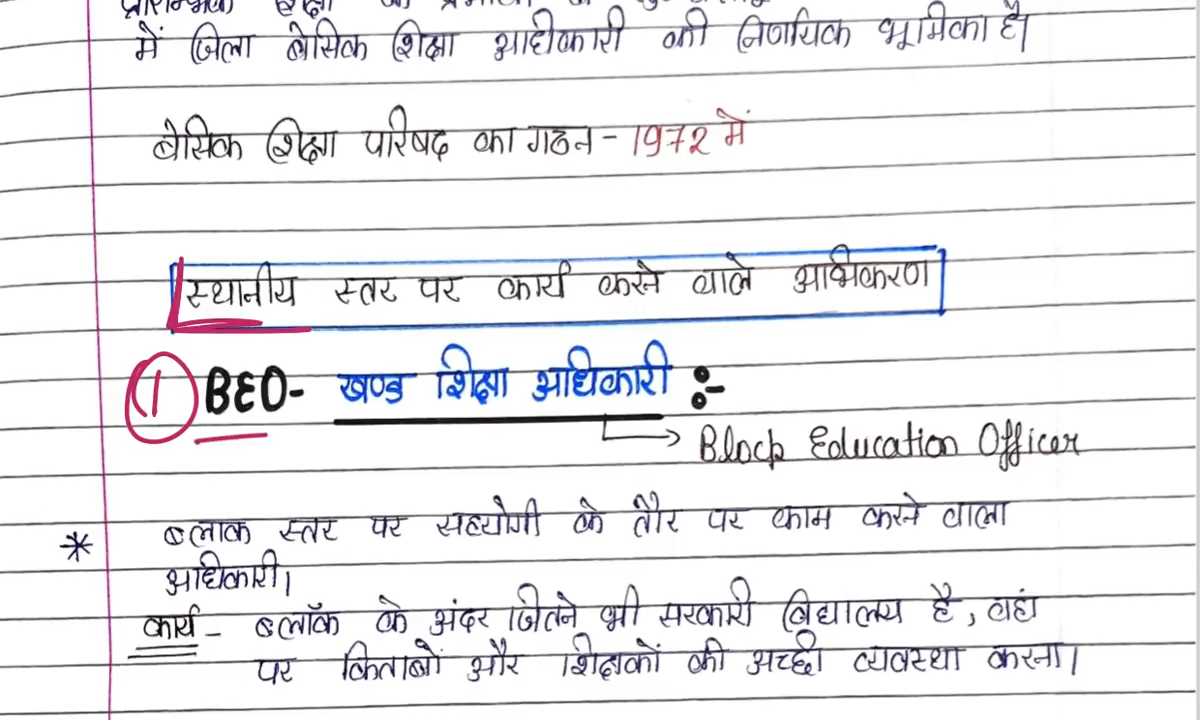 में जिला बेसिक शिक्षा अधिकारी की निर्णायक भूमिका है।
बेसिक शिक्षा परिषद का गठन - 1972 में
स्थानीय स्तर पर कार्य करने वाले अभिकरण
1 BEO- खण्ड शिक्षा अधिकारी :-
Block Education Officer
* ब्लाक स्तर पर सहयोगी के तौर पर काम करने वाला
अधिकारी।
कार्य - ब्लॉक के अंदर जितने भी सरकारी विद्यालय है, वहां
पर किताबों और शिक्षकों की अच्छी व्यवस्था करना।